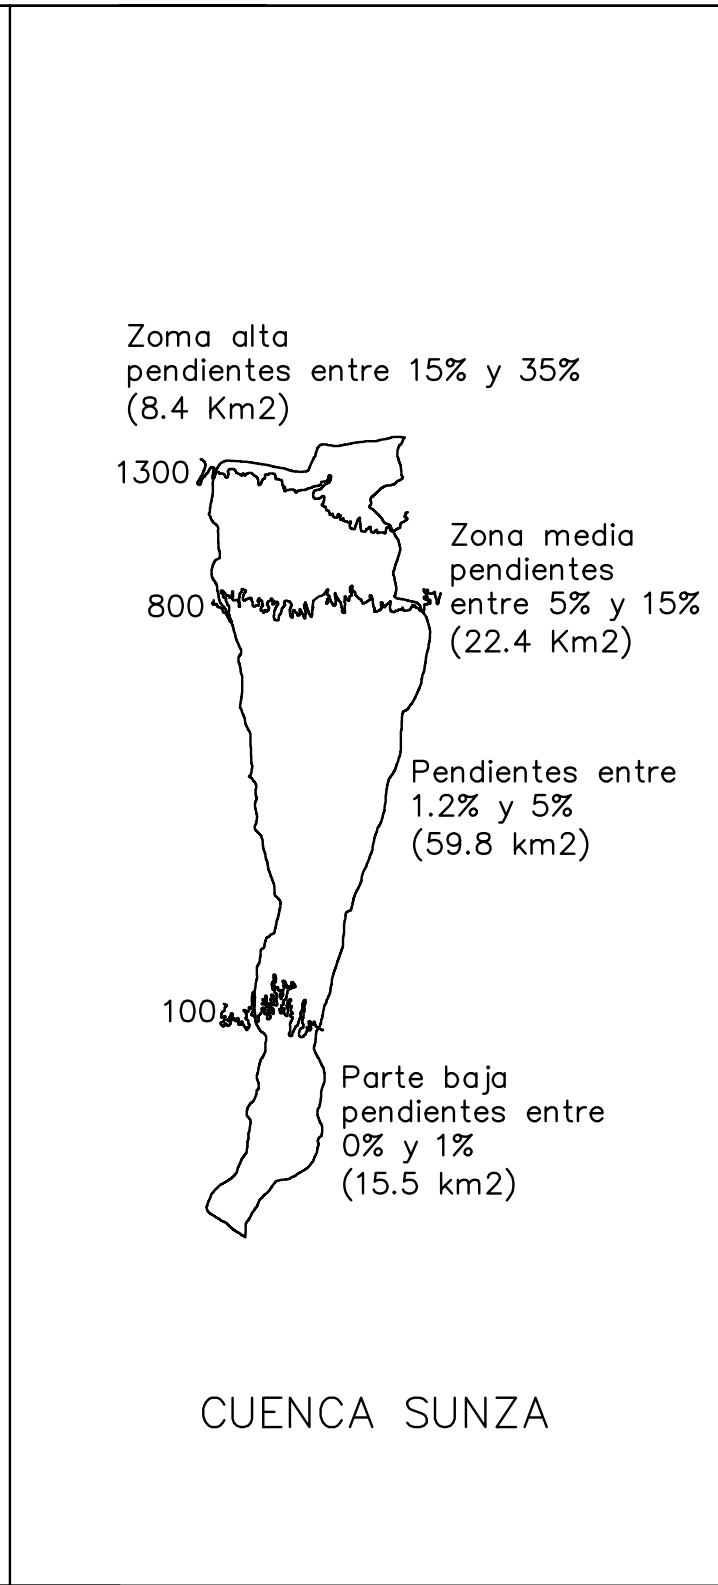 Zoma alta
pendientes entre 15% y 35%
(8.4 Km2)
1300
Zona media
pendientes
800
entre 5% y 15%
(22.4 Km2)
Pendientes entre
1.2% y 5%
(59.8 km2)
100
Parte baja
pendientes entre
0% y 1%
(15.5 km2)
CUENCA SUNZA